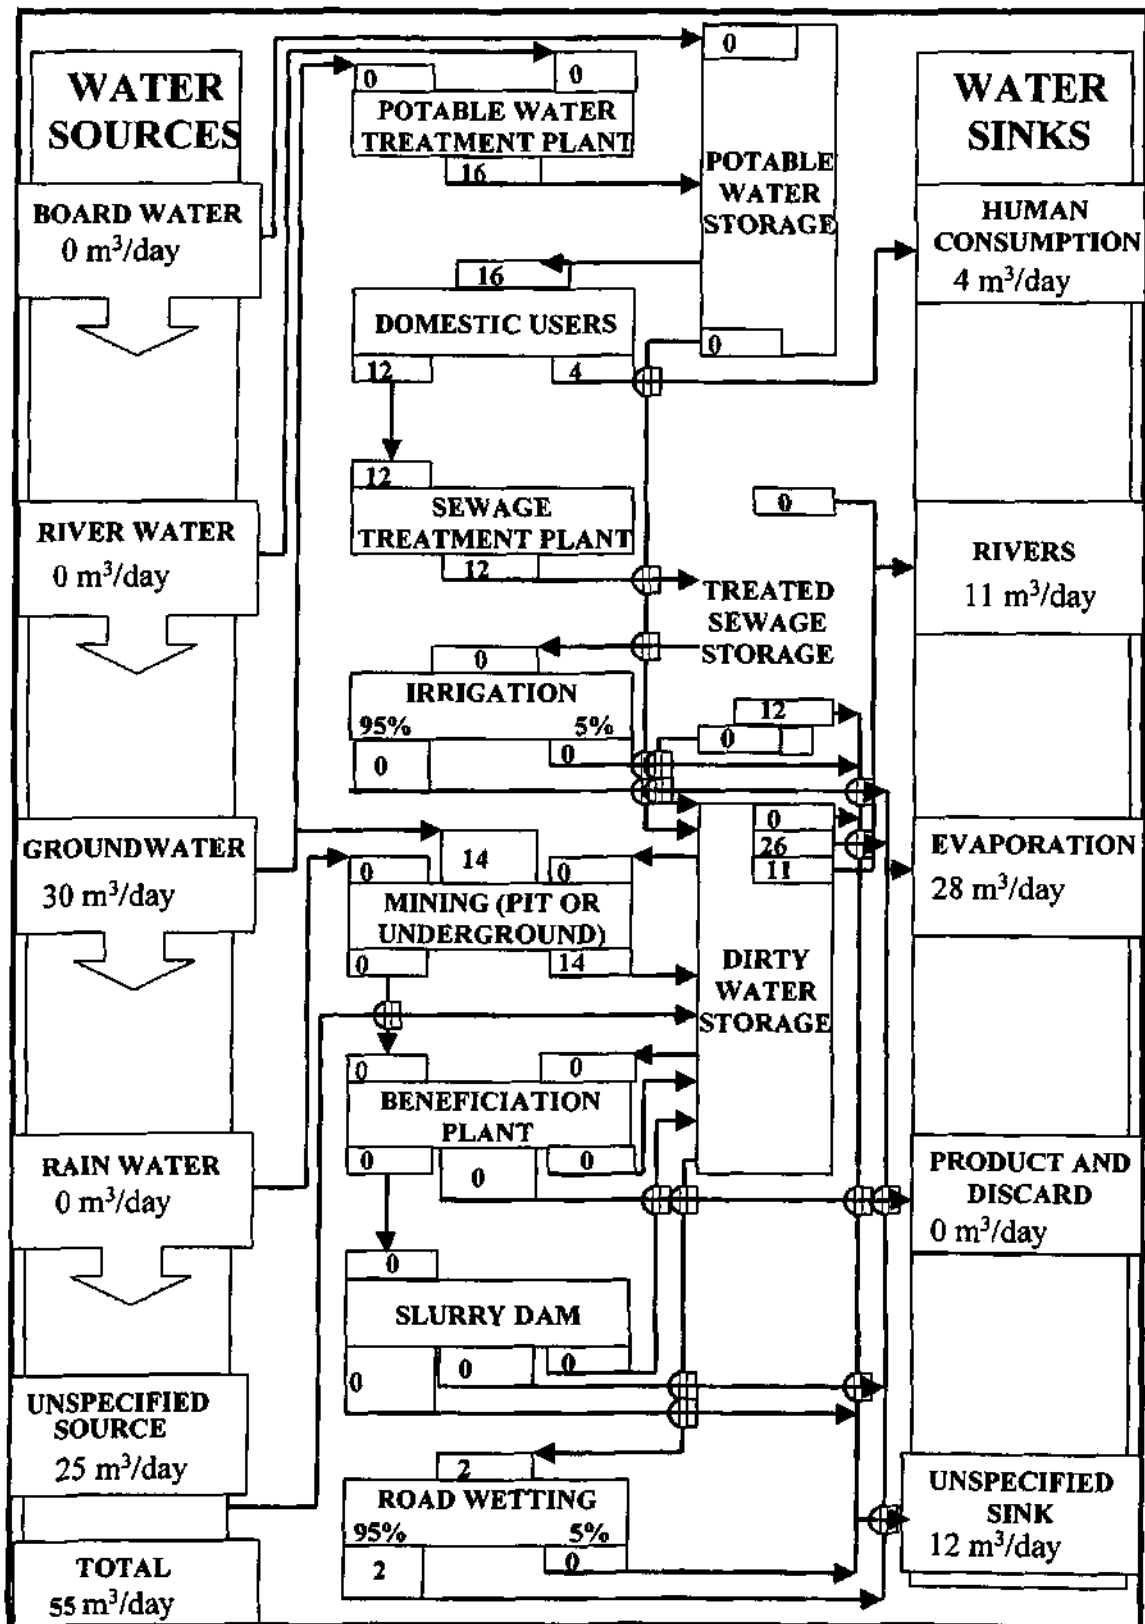 WATER
SOURCES
BOARD WATER
0 m³/day
RIVER WATER
0 m³/day
GROUNDWATER
30 m³/day
RAIN WATER
0 m³/day
UNSPECIFIED
SOURCE
25 m³/day
TOTAL
55 m³/day
0
0
POTABLE WATER
TREATMENT PLANT
16
16
DOMESTIC USERS
12
4
12
SEWAGE
TREATMENT PLANT
12
0
IRRIGATION
95%
5%
0
0
14
0
0
MINING (PIT OR
UNDERGROUND)
0
14
0
0
BENEFICIATION
PLANT
0
0
0
0
SLURRY DAM
0
0
0
2
ROAD WETTING
95%
5%
2
0
0
POTABLE
WATER
STORAGE
0
0
TREATED
SEWAGE
STORAGE
12
0
0
26
11
DIRTY
WATER
STORAGE
WATER
SINKS
HUMAN
CONSUMPTION
4 m³/day
RIVERS
11 m³/day
EVAPORATION
28 m³/day
PRODUCT AND
DISCARD
0 m³/day
UNSPECIFIED
SINK
12 m³/day